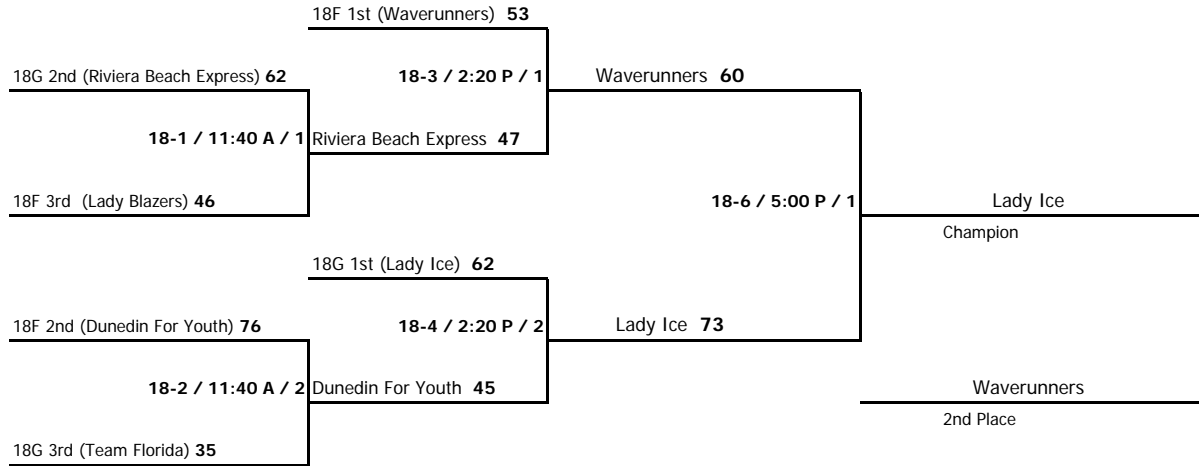 18F 1st (Waverunners) 53
18G 2nd (Riviera Beach Express) 62
18-3 / 2:20 P / 1
Waverunners 60
18-1 / 11:40 A / 1
Riviera Beach Express 47
18F 3rd (Lady Blazers) 46
18-6 / 5:00 P / 1
Lady Ice
Champion
18G 1st (Lady Ice) 62
18F 2nd (Dunedin For Youth) 76
18-4 / 2:20 P / 2
Lady Ice 73
18-2 / 11:40 A / 2
Dunedin For Youth 45
Waverunners
2nd Place
18G 3rd (Team Florida) 35